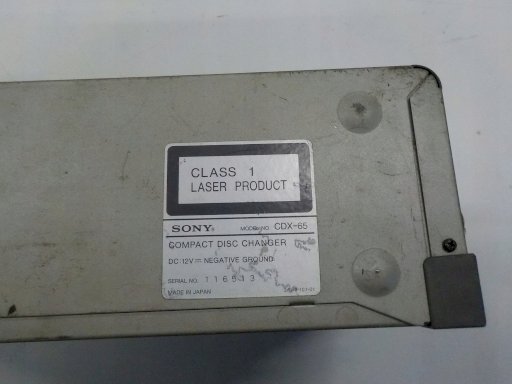 CLASS 1
LASER PRODUCT
SONY MODEL NO. CDX-65
COMPACT DISC CHANGER
DC 12V NEGATIVE GROUND
SERIAL NO. 116513
MADE IN JAPAN